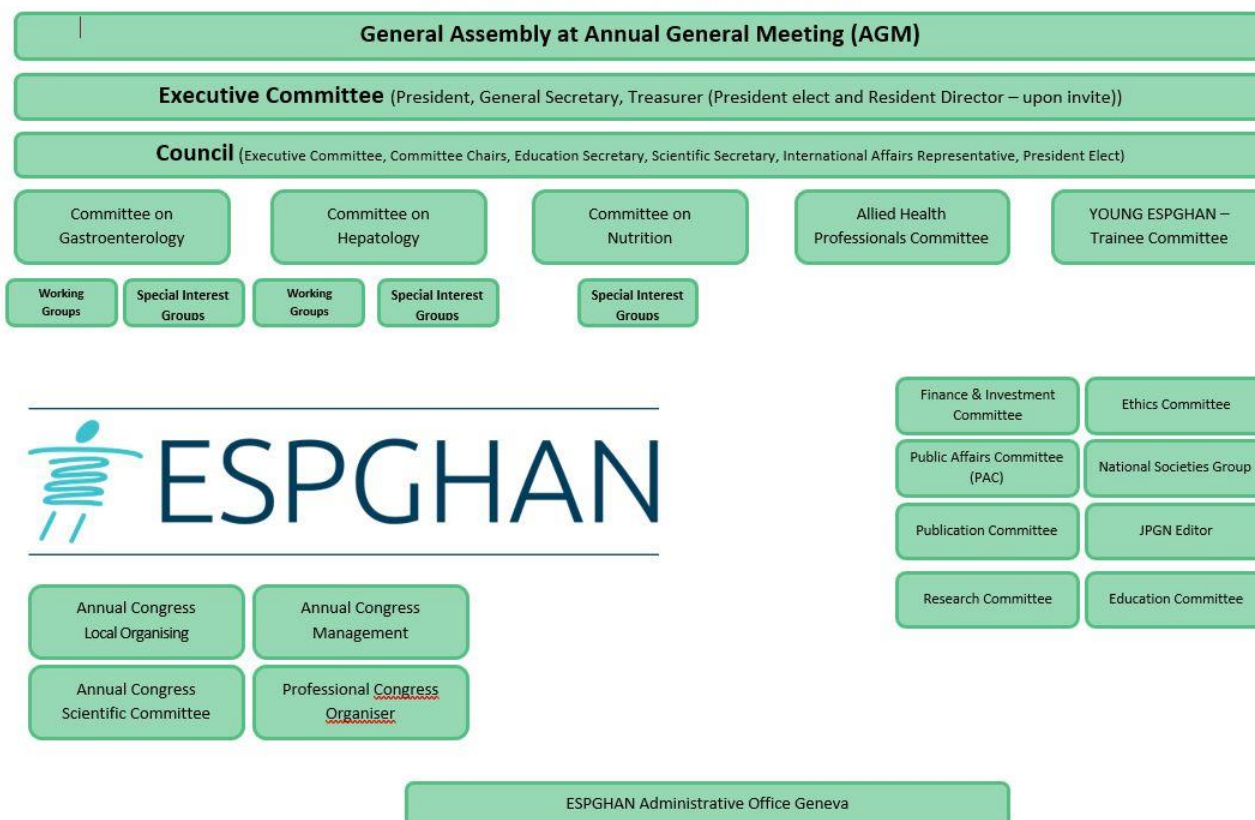 General Assembly at Annual General Meeting (AGM)
Executive Committee (President, General Secretary, Treasurer (President elect and Resident Director – upon invite))
Council (Executive Committee, Committee Chairs, Education Secretary, Scientific Secretary, International Affairs Representative, President Elect)
Committee on
Gastroenterology
Committee on
Hepatology
Committee on
Nutrition
Allied Health
Professionals Committee
YOUNG ESPGHAN –
Trainee Committee
Working
Groups
Special Interest
Groups
Working
Groups
Special Interest
Groups
Special Interest
Groups
Finance & Investment
Committee
Ethics Committee
Public Affairs Committee
(PAC)
National Societies Group
Publication Committee
JPGN Editor
Research Committee
Education Committee
ESPGHAN
Annual Congress
Local Organising
Annual Congress
Management
Annual Congress
Scientific Committee
Professional Congress
Organiser
ESPGHAN Administrative Office Geneva